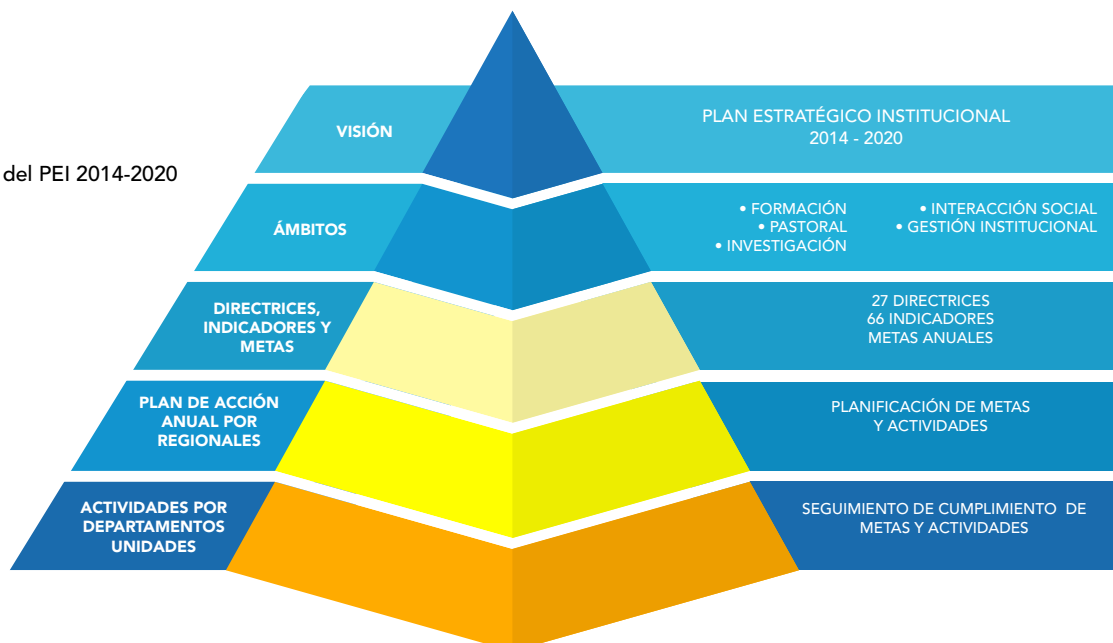 VISIÓN
PLAN ESTRATÉGICO INSTITUCIONAL
2014 - 2020
del PEI 2014-2020
ÁMBITOS
• FORMACIÓN
• PASTORAL
• INVESTIGACIÓN
• INTERACCIÓN SOCIAL
• GESTIÓN INSTITUCIONAL
DIRECTRICES,
INDICADORES Y
METAS
27 DIRECTRICES
66 INDICADORES
METAS ANUALES
PLAN DE ACCIÓN
ANUAL POR
REGIONALES
PLANIFICACIÓN DE METAS
Y ACTIVIDADES
ACTIVIDADES POR
DEPARTAMENTOS
UNIDADES
SEGUIMIENTO DE CUMPLIMIENTO DE
METAS Y ACTIVIDADES